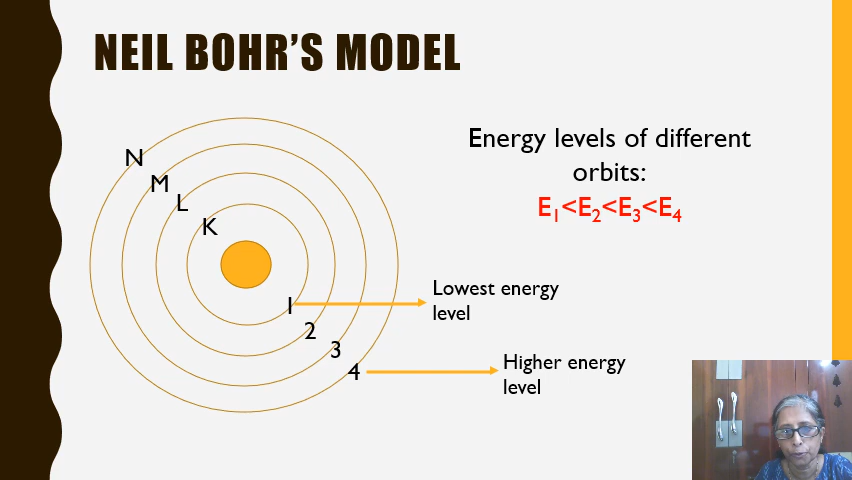 NEIL BOHR'S MODEL
Energy levels of different
orbits:
E₁<E₂<E₃<E₄
N
M
L
K
1
2
3
4
Lowest energy
level
Higher energy
level